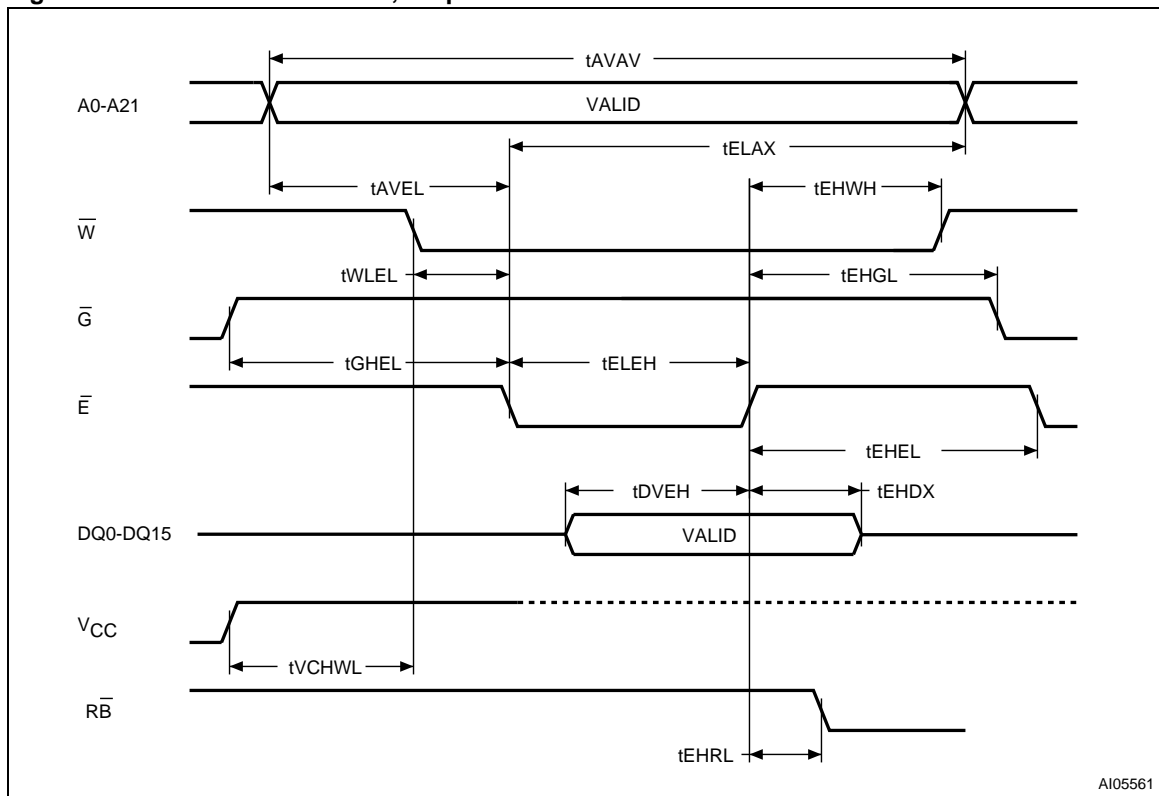 tAVAV
A0-A21
VALID
tELAX
tAVEL
tEHWH
W̅
tWLEL
tEHGL
G̅
tGHEL
tELEH
E̅
tEHEL
tDVEH
tEHDX
DQ0-DQ15
VALID
VCC
tVCHWL
RB̅
tEHRL
AI05561